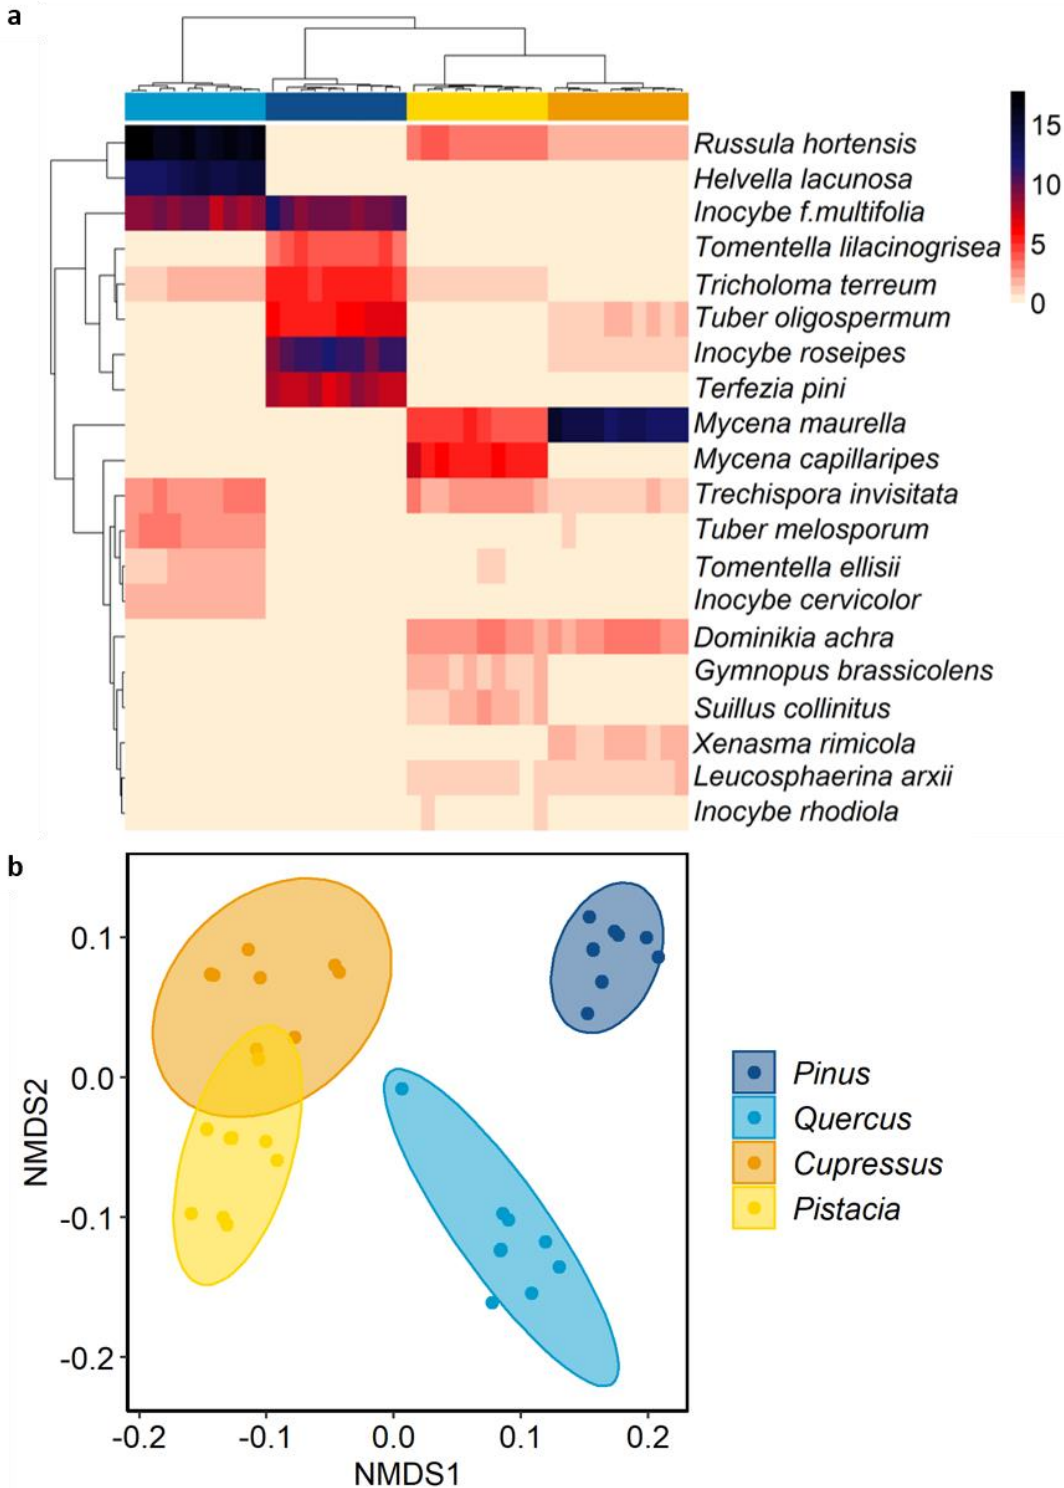 a
Russula hortensis
Helvella lacunosa
Inocybe f.multifolia
Tomentella lilacinogrisea
Tricholoma terreum
Tuber oligospermum
Inocybe roseipes
Terfezia pini
Mycena maurella
Mycena capillaripes
Trechispora invisitata
Tuber melosporum
Tomentella ellisii
Inocybe cervicolor
Dominikia achra
Gymnopus brassicolens
Suillus collinitus
Xenasma rimicola
Leucosphaerina arxii
Inocybe rhodiola
15
10
5
0
b
0.1
0.0
-0.1
-0.2
NMDS2
-0.2 -0.1 0.0 0.1 0.2
NMDS1
Pinus
Quercus
Cupressus
Pistacia